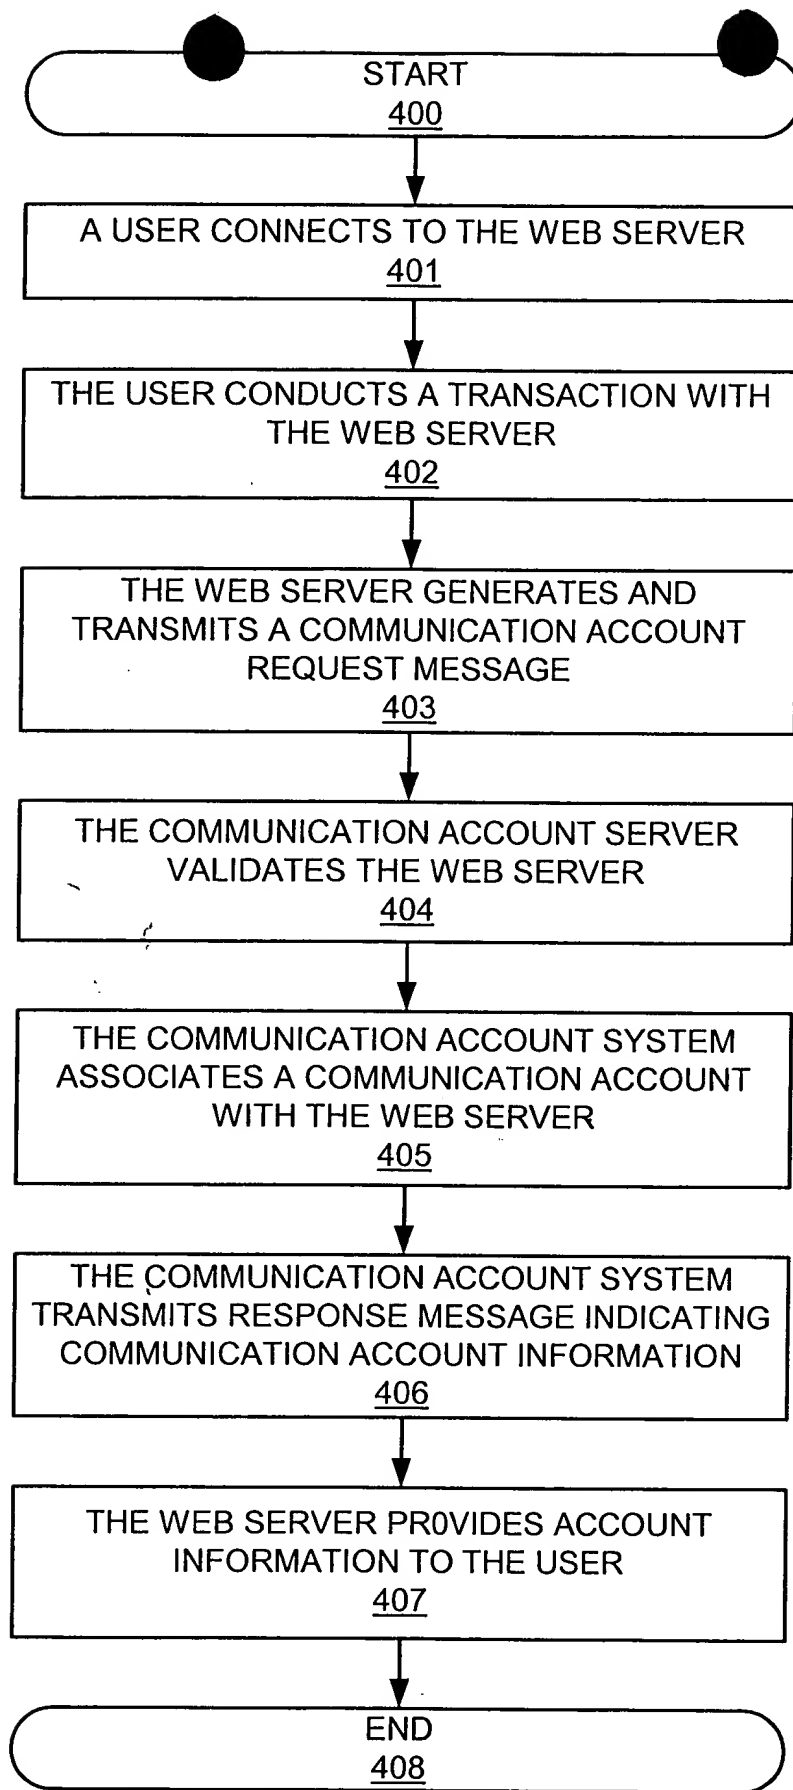 START
400
A USER CONNECTS TO THE WEB SERVER
401
THE USER CONDUCTS A TRANSACTION WITH
THE WEB SERVER
402
THE WEB SERVER GENERATES AND
TRANSMITS A COMMUNICATION ACCOUNT
REQUEST MESSAGE
403
THE COMMUNICATION ACCOUNT SERVER
VALIDATES THE WEB SERVER
404
THE COMMUNICATION ACCOUNT SYSTEM
ASSOCIATES A COMMUNICATION ACCOUNT
WITH THE WEB SERVER
405
THE COMMUNICATION ACCOUNT SYSTEM
TRANSMITS RESPONSE MESSAGE INDICATING
COMMUNICATION ACCOUNT INFORMATION
406
THE WEB SERVER PR0VIDES ACCOUNT
INFORMATION TO THE USER
407
END
408